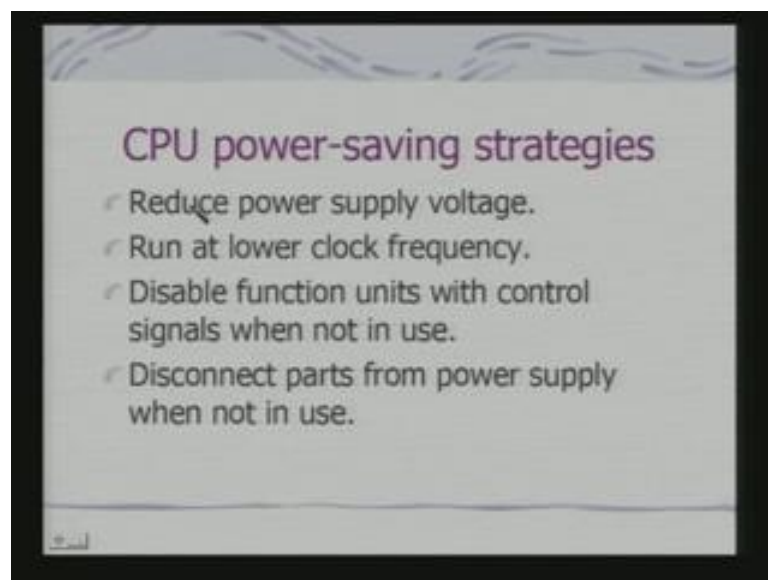 CPU power-saving strategies
Reduce power supply voltage.
Run at lower clock frequency.
Disable function units with control
signals when not in use.
Disconnect parts from power supply
when not in use.